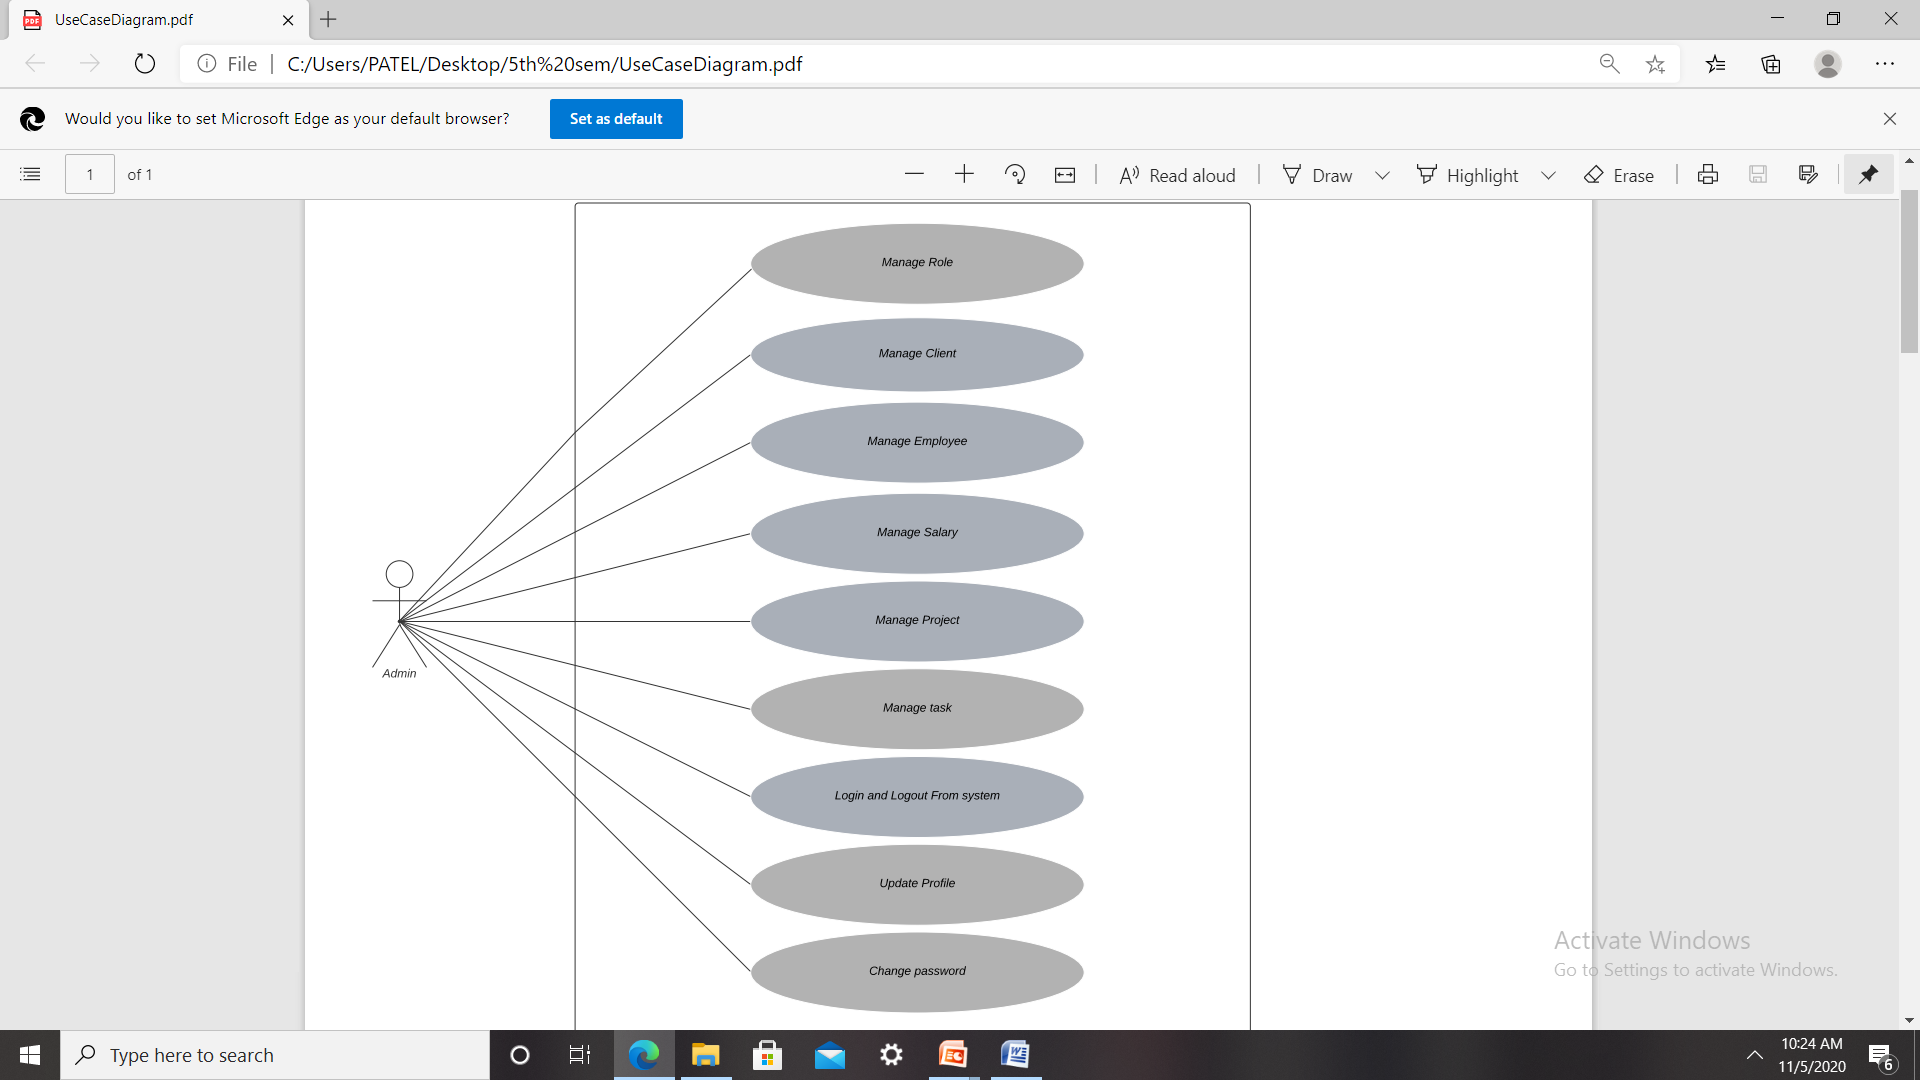 UseCaseDiagram.pdf
File
C:/Users/PATEL/Desktop/5th%20sem/UseCaseDiagram.pdf
Would you like to set Microsoft Edge as your default browser?
Set as default
1
of 1
Read aloud
Draw
Highlight
Erase
Manage Role
Manage Client
Manage Employee
Manage Salary
Manage Project
Admin
Manage task
Login and Logout From system
Update Profile
Change password
Activate Windows
Go to Settings to activate Windows.
Type here to search
10:24 AM
11/5/2020
6